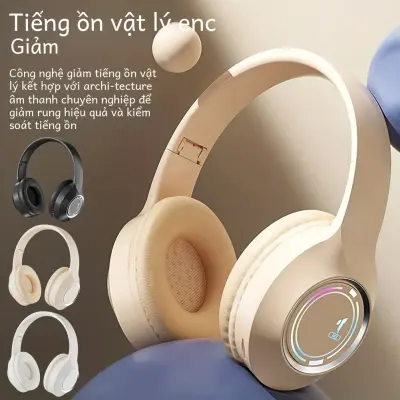 Tiếng ồn vật lý enc
Giảm
Công nghệ giảm tiếng ồn vật
lý kết hợp với archi-tecture
âm thanh chuyên nghiệp để
giảm rung hiệu quả và kiểm
soát tiếng ồn